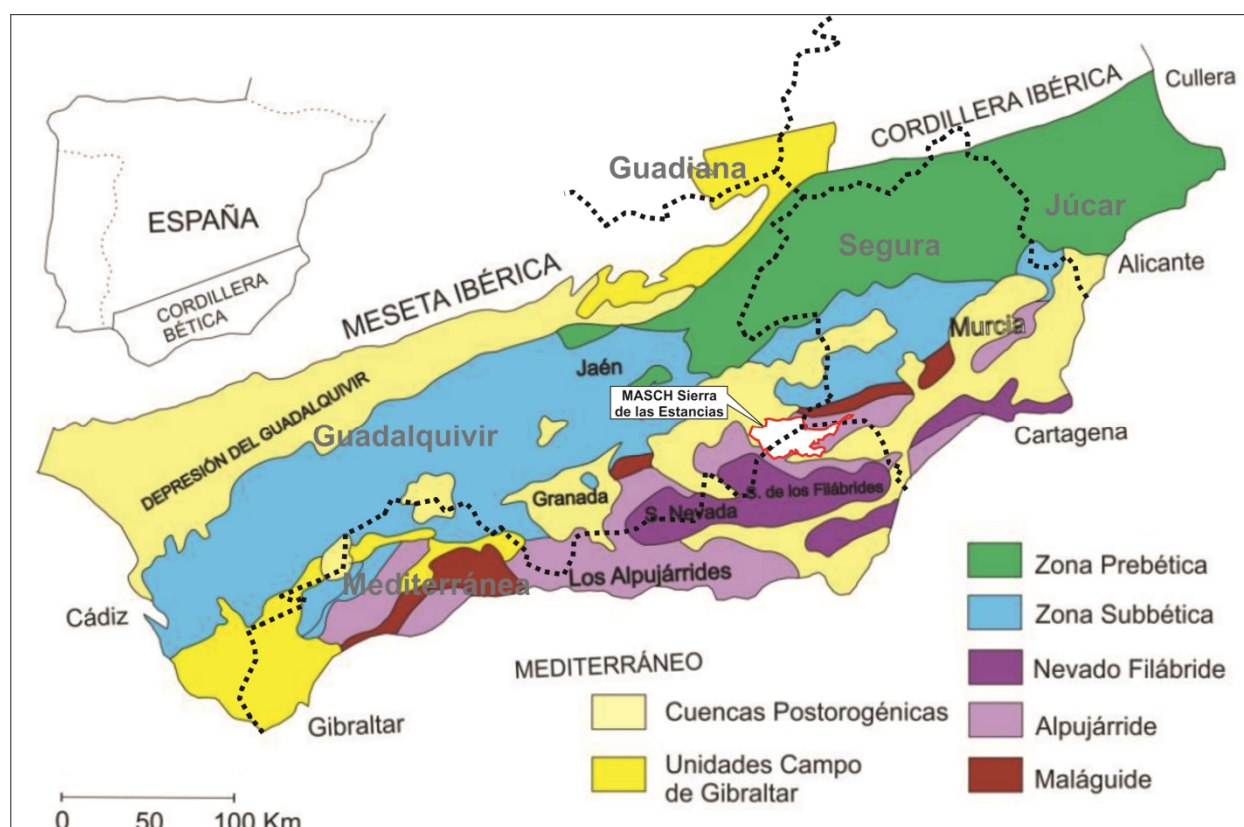 CORDILLERA IBÉRICA
Cullera
Guadiana
ESPAÑA
Júcar
Segura
Alicante
MESETA IBÉRICA
CORDILLERA
BÉTICA
Murcia
Jaén
MASCH Sierra
de las Estancias
DEPRESIÓN DEL GUADALQUIVIR
Guadalquivir
Cartagena
Granada
S. de los Filábrides
S. Nevada
Mediterránea
Los Alpujárrides
Cádiz
Zona Prebética
Zona Subbética
MEDITERRÁNEO
Nevado Filábride
Gibraltar
Cuencas Postorogénicas
Alpujárride
Unidades Campo
de Gibraltar
Maláguide
0 50 100 Km